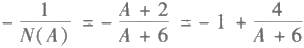 - 1/N(A) = - A + 2/A + 6 = - 1 + 4/A + 6